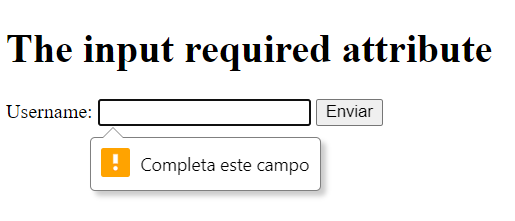 The input required attribute
Username: Enviar
Completa este campo